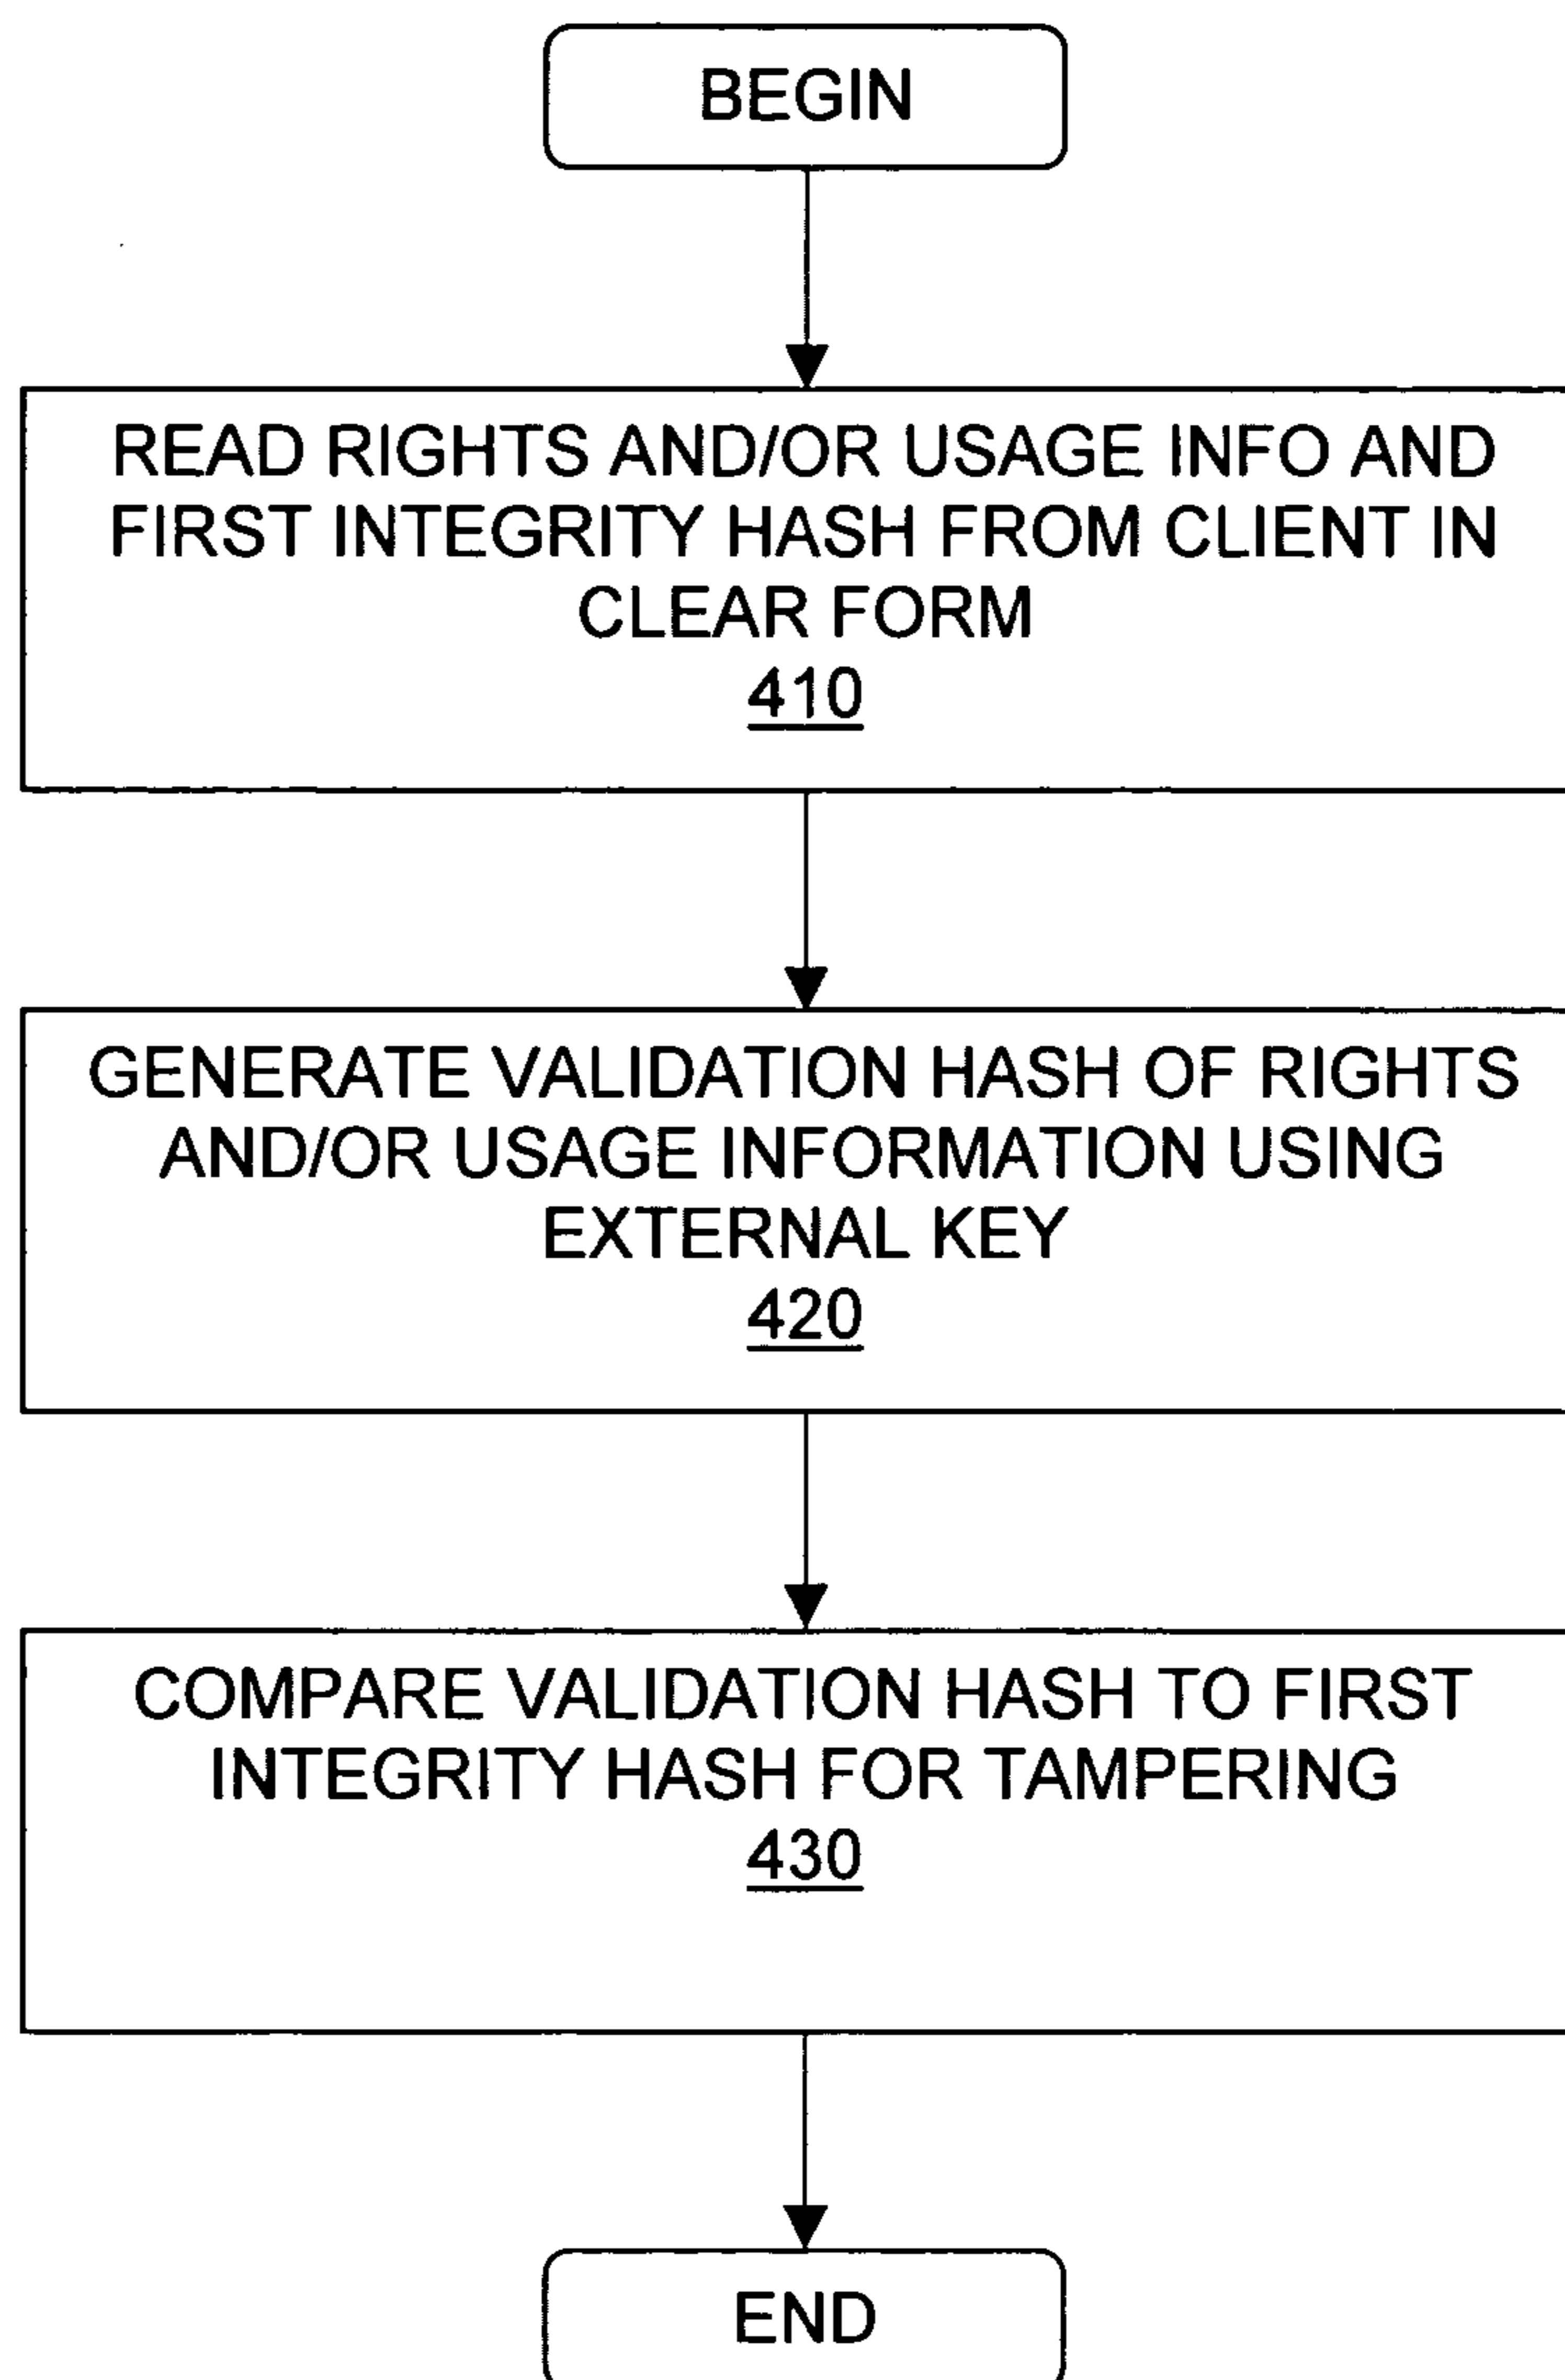 BEGIN
READ RIGHTS AND/OR USAGE INFO AND
FIRST INTEGRITY HASH FROM CLIENT IN
CLEAR FORM
410
GENERATE VALIDATION HASH OF RIGHTS
AND/OR USAGE INFORMATION USING
EXTERNAL KEY
420
COMPARE VALIDATION HASH TO FIRST
INTEGRITY HASH FOR TAMPERING
430
END